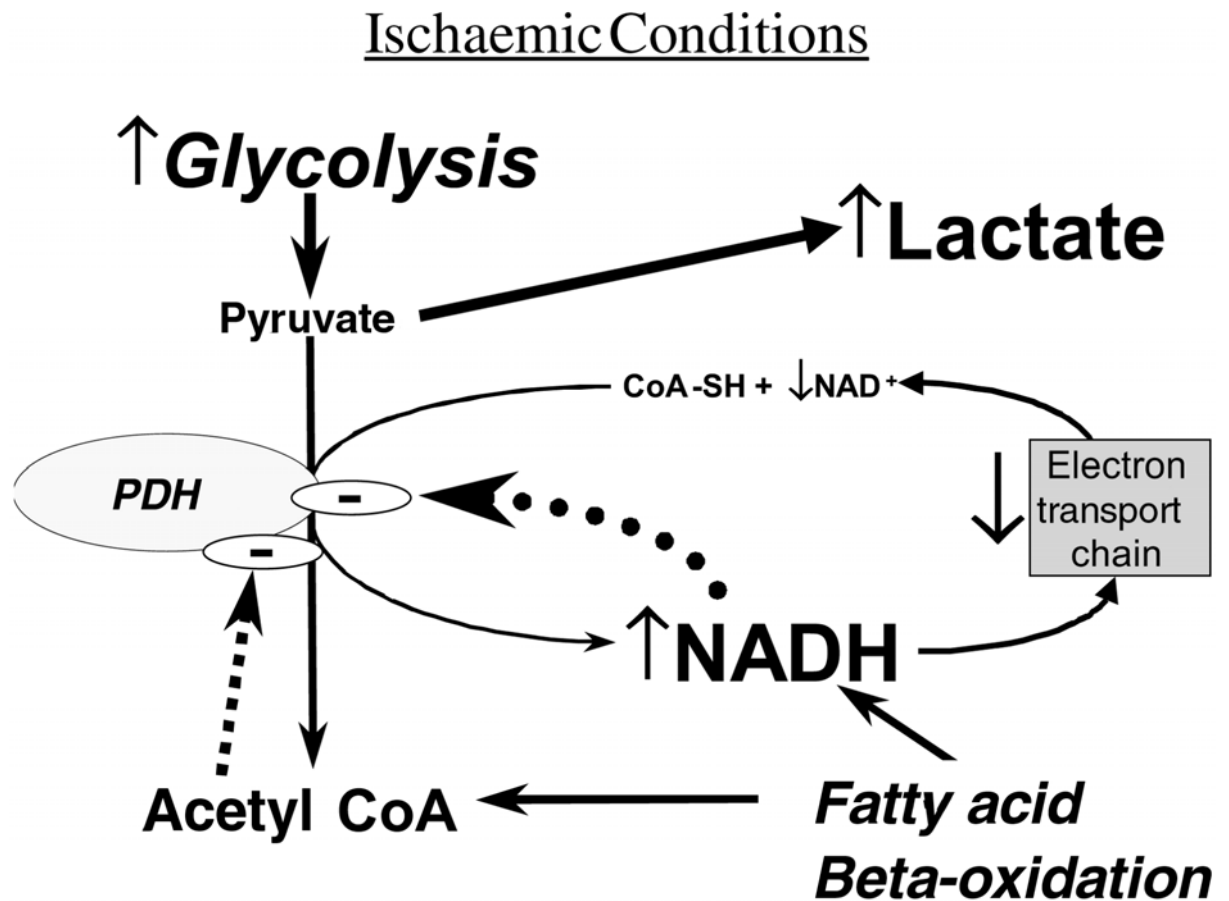 Ischaemic Conditions
↑Glycolysis
↑Lactate
Pyruvate
CoA-SH + ↓NAD⁺
PDH
-
-
↓
Electron
transport
chain
↑NADH
Acetyl CoA
Fatty acid
Beta-oxidation